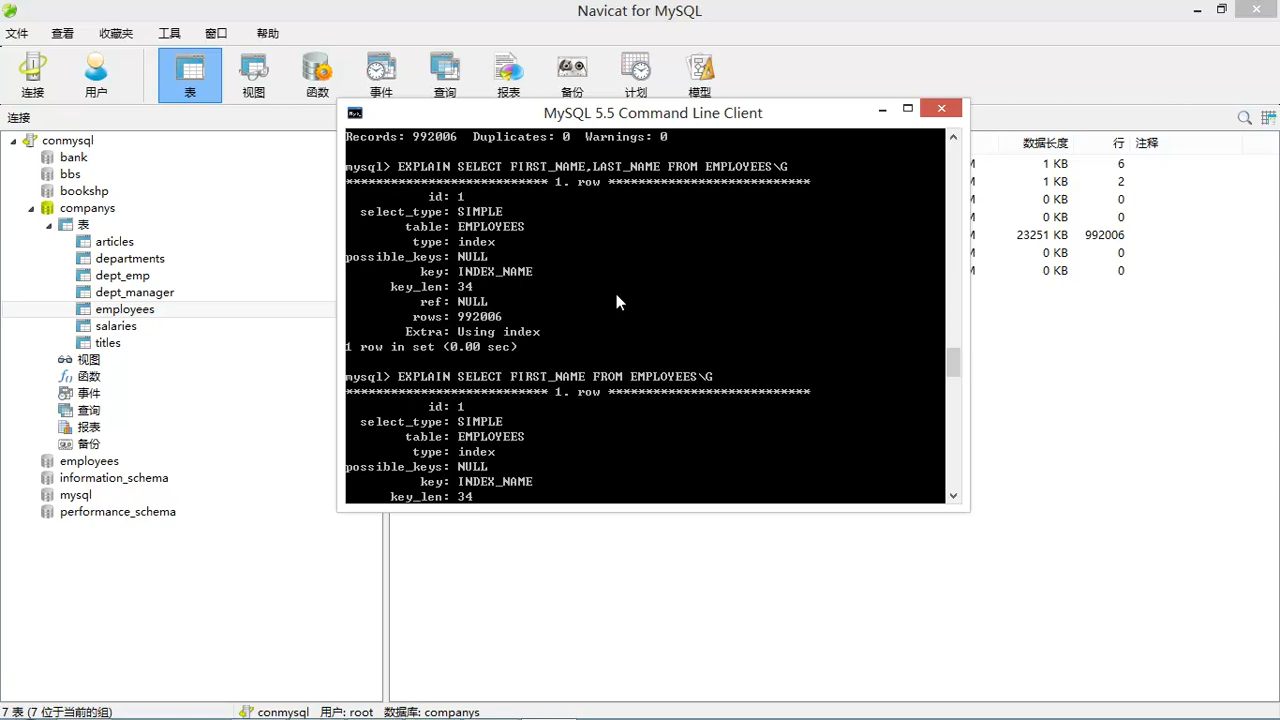 Navicat for MySQL
文件 查看 收藏夹 工具 窗口 帮助
连接 用户 表 视图 函数 事件 查询 报表 备份 计划 模型
连接
MySQL 5.5 Command Line Client
conmysql
bank
bbs
bookshp
companys
表
articles
departments
dept_emp
dept_manager
employees
salaries
titles
视图
函数
事件
查询
报表
备份
employees
information_schema
mysql
performance_schema
Records: 992006  Duplicates: 0  Warnings: 0
mysql> EXPLAIN SELECT FIRST_NAME,LAST_NAME FROM EMPLOYEES\G
*************************** 1. row ***************************
id: 1
select_type: SIMPLE
table: EMPLOYEES
type: index
possible_keys: NULL
key: INDEX_NAME
key_len: 34
ref: NULL
rows: 992006
Extra: Using index
1 row in set (0.00 sec)
mysql> EXPLAIN SELECT FIRST_NAME FROM EMPLOYEES\G
*************************** 1. row ***************************
id: 1
select_type: SIMPLE
table: EMPLOYEES
type: index
possible_keys: NULL
key: INDEX_NAME
key_len: 34
数据长度 行 注释
1 KB 6
1 KB 2
0 KB 0
0 KB 0
23251 KB 992006
0 KB 0
0 KB 0
7 表 (7 位于当前的组) conmysql 用户: root 数据库: companys